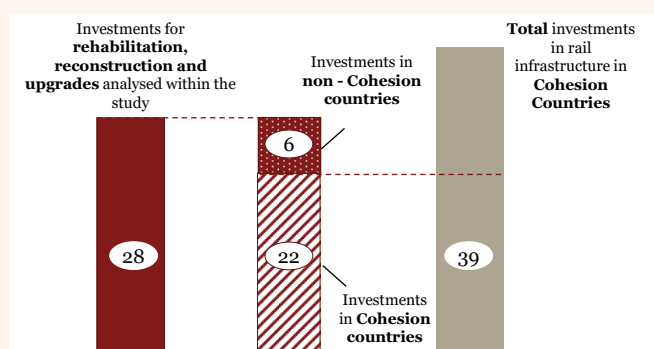 Investments for
rehabilitation,
reconstruction and
upgrades analysed within the
study
28
Investments in
non - Cohesion
countries
6
22
Investments
in Cohesion
countries
Total investments
in rail
infrastructure in
Cohesion
Countries
39